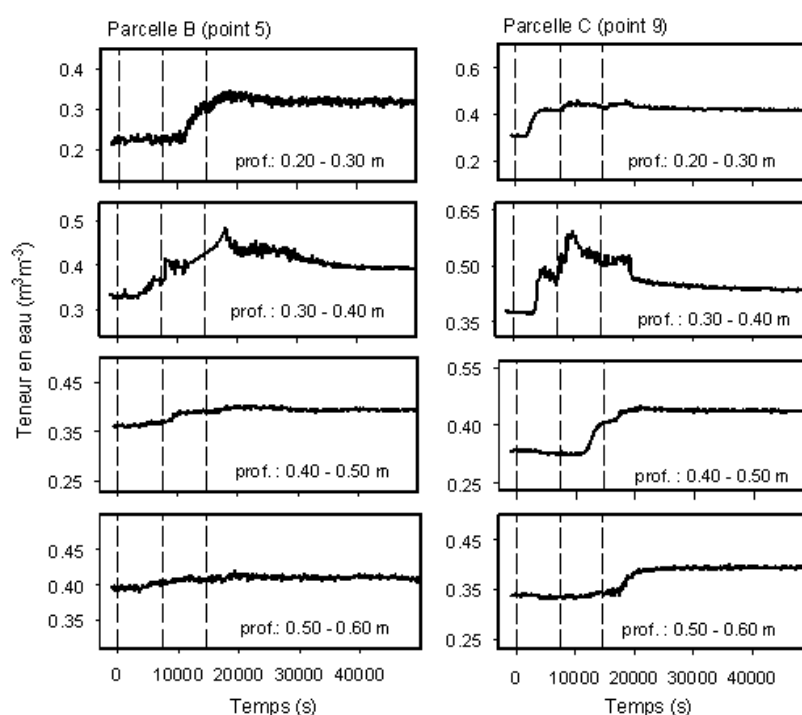 Parcelle B (point 5)
Parcelle C (point 9)
0.4
0.3
0.2
prof.: 0.20 - 0.30 m
0.6
0.4
0.2
prof.: 0.20 - 0.30 m
0.5
0.4
0.3
prof. : 0.30 - 0.40 m
0.65
0.50
0.35
prof. : 0.30 - 0.40 m
Teneur en eau (m³m⁻³)
0.45
0.35
0.25
prof. : 0.40 - 0.50 m
0.55
0.40
0.25
prof. : 0.40 - 0.50 m
0.45
0.40
0.35
prof.: 0.50 - 0.60 m
0.45
0.35
0.25
prof. : 0.50 - 0.60 m
0 10000 20000 30000 40000
0 10000 20000 30000 40000
Temps (s)
Temps (s)